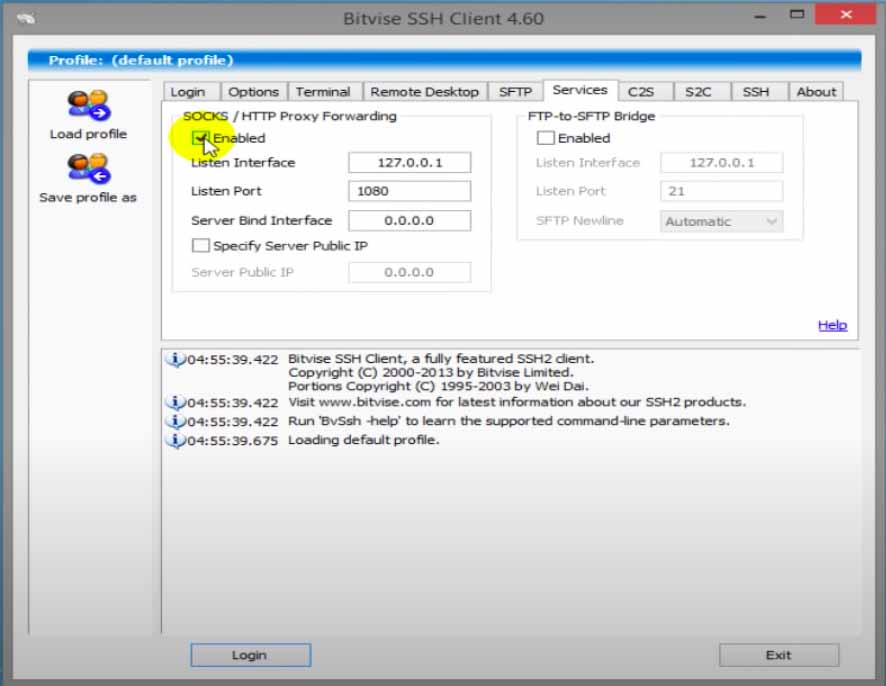 Bitvise SSH Client 4.60
Profile: (default profile)
Load profile
Save profile as
Login Options Terminal Remote Desktop SFTP Services C2S S2C SSH About
SOCKS / HTTP Proxy Forwarding
Enabled
Listen Interface 127.0.0.1
Listen Port 1080
Server Bind Interface 0.0.0.0
Specify Server Public IP
Server Public IP 0.0.0.0
FTP-to-SFTP Bridge
Enabled
Listen Interface 127.0.0.1
Listen Port 21
SFTP Newline Automatic
Help
04:55:39.422 Bitvise SSH Client, a fully featured SSH2 client.
Copyright (C) 2000-2013 by Bitvise Limited.
Portions Copyright (C) 1995-2003 by Wei Dai.
04:55:39.422 Visit www.bitvise.com for latest information about our SSH2 products.
04:55:39.422 Run 'BvSsh -help' to learn the supported command-line parameters.
04:55:39.675 Loading default profile.
Login
Exit